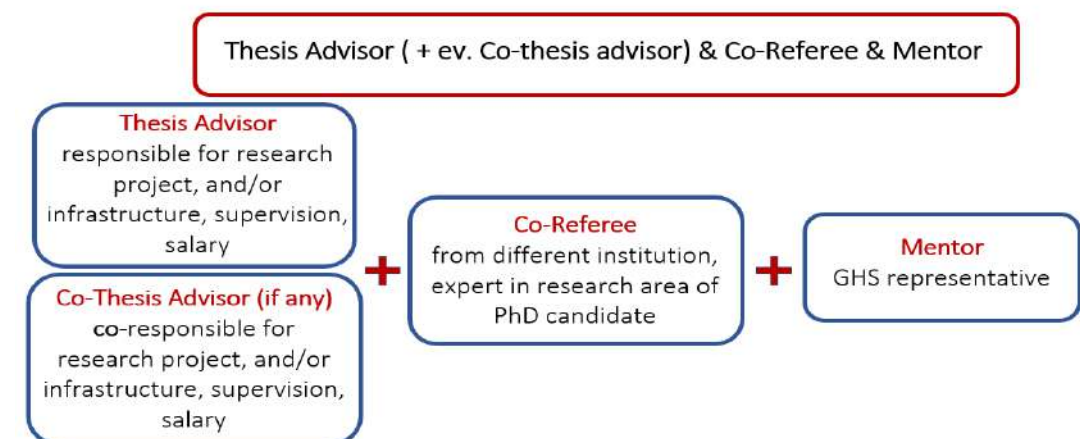 Thesis Advisor ( + ev. Co-thesis advisor) & Co-Referee & Mentor
Thesis Advisor
responsible for research
project, and/or
infrastructure, supervision,
salary
Co-Thesis Advisor (if any)
co-responsible for
research project, and/or
infrastructure, supervision,
salary
+
Co-Referee
from different institution,
expert in research area of
PhD candidate
+
Mentor
GHS representative